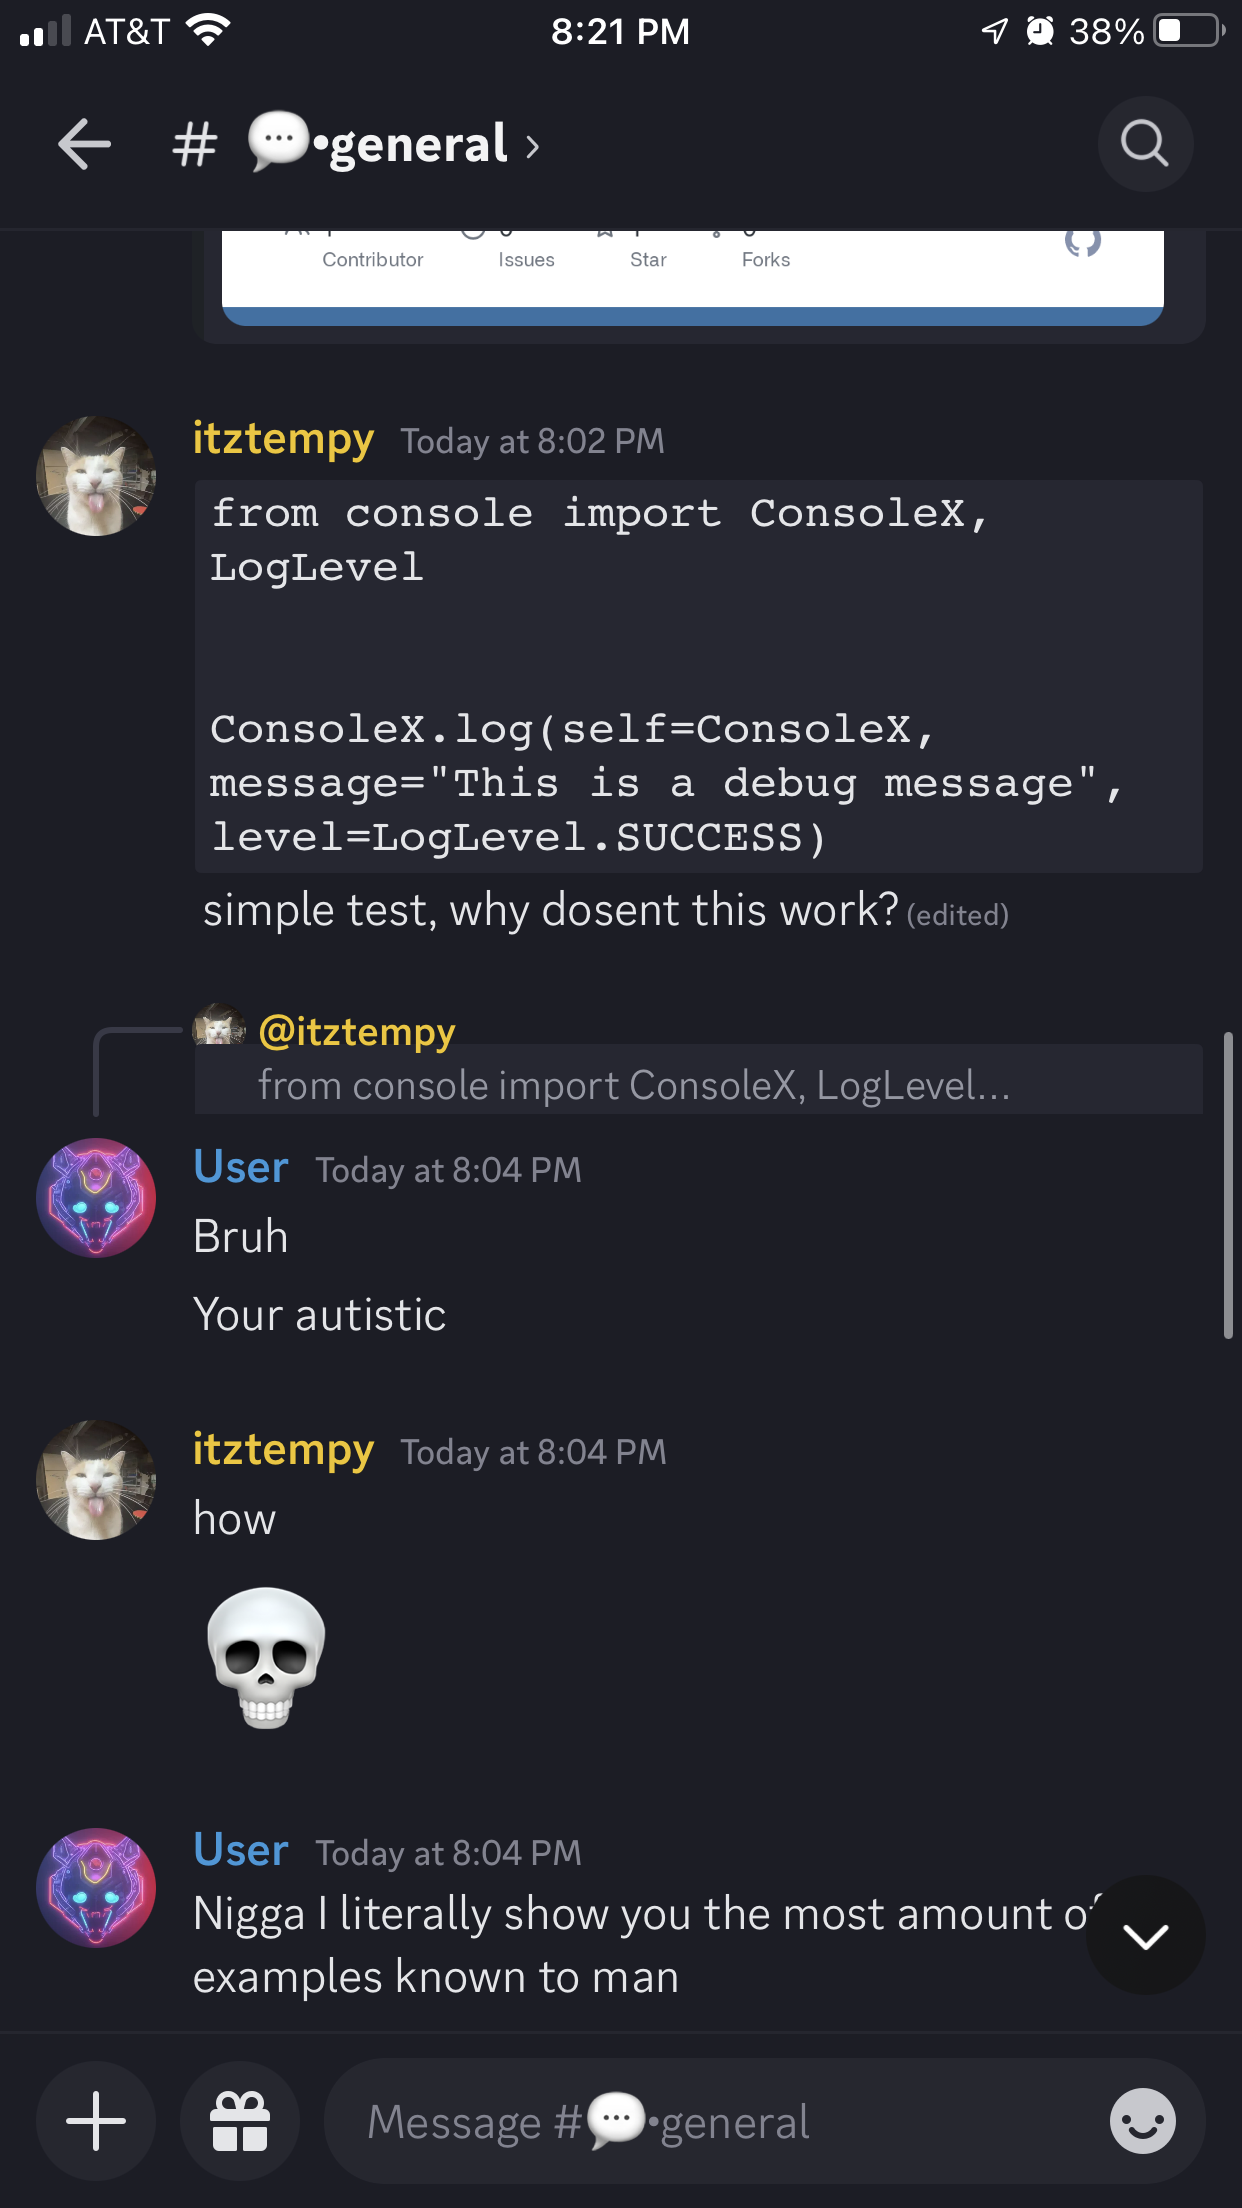 AT&T 8:21 PM 38%
# •general ›
Contributor Issues Star Forks
itztempy Today at 8:02 PM
from console import ConsoleX,
LogLevel
ConsoleX.log(self=ConsoleX,
message="This is a debug message",
level=LogLevel.SUCCESS)
simple test, why dosent this work? (edited)
@itztempy
from console import ConsoleX, LogLevel...
User Today at 8:04 PM
Bruh
Your autistic
itztempy Today at 8:04 PM
how
User Today at 8:04 PM
Nigga I literally show you the most amount of
examples known to man
Message #💬•general